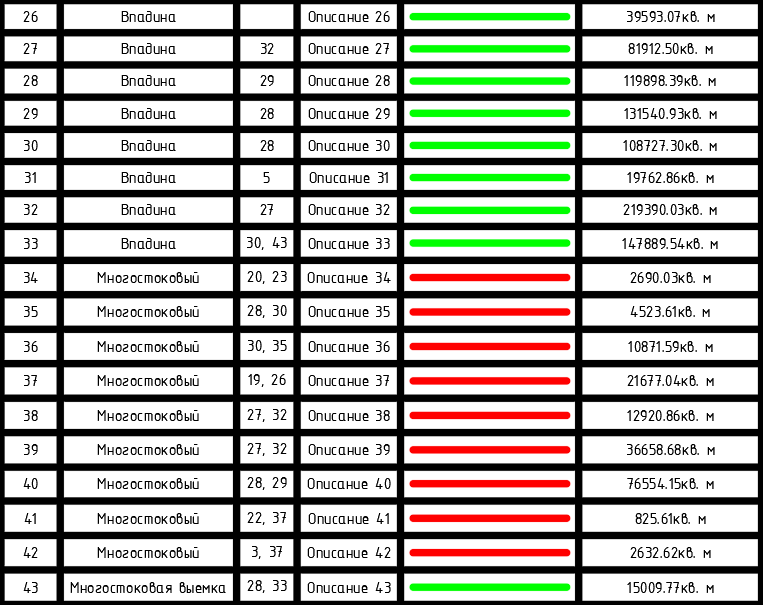 26 Впадина Описание 26 39593.07кв. м
27 Впадина 32 Описание 27 81912.50кв. м
28 Впадина 29 Описание 28 119898.39кв. м
29 Впадина 28 Описание 29 131540.93кв. м
30 Впадина 28 Описание 30 108727.30кв. м
31 Впадина 5 Описание 31 19762.86кв. м
32 Впадина 27 Описание 32 219390.03кв. м
33 Впадина 30, 43 Описание 33 147889.54кв. м
34 Многостоковый 20, 23 Описание 34 2690.03кв. м
35 Многостоковый 28, 30 Описание 35 4523.61кв. м
36 Многостоковый 30, 35 Описание 36 10871.59кв. м
37 Многостоковый 19, 26 Описание 37 21677.04кв. м
38 Многостоковый 27, 32 Описание 38 12920.86кв. м
39 Многостоковый 27, 32 Описание 39 36658.68кв. м
40 Многостоковый 28, 29 Описание 40 76554.15кв. м
41 Многостоковый 22, 37 Описание 41 825.61кв. м
42 Многостоковый 3, 37 Описание 42 2632.62кв. м
43 Многостоковая выемка 28, 33 Описание 43 15009.77кв. м